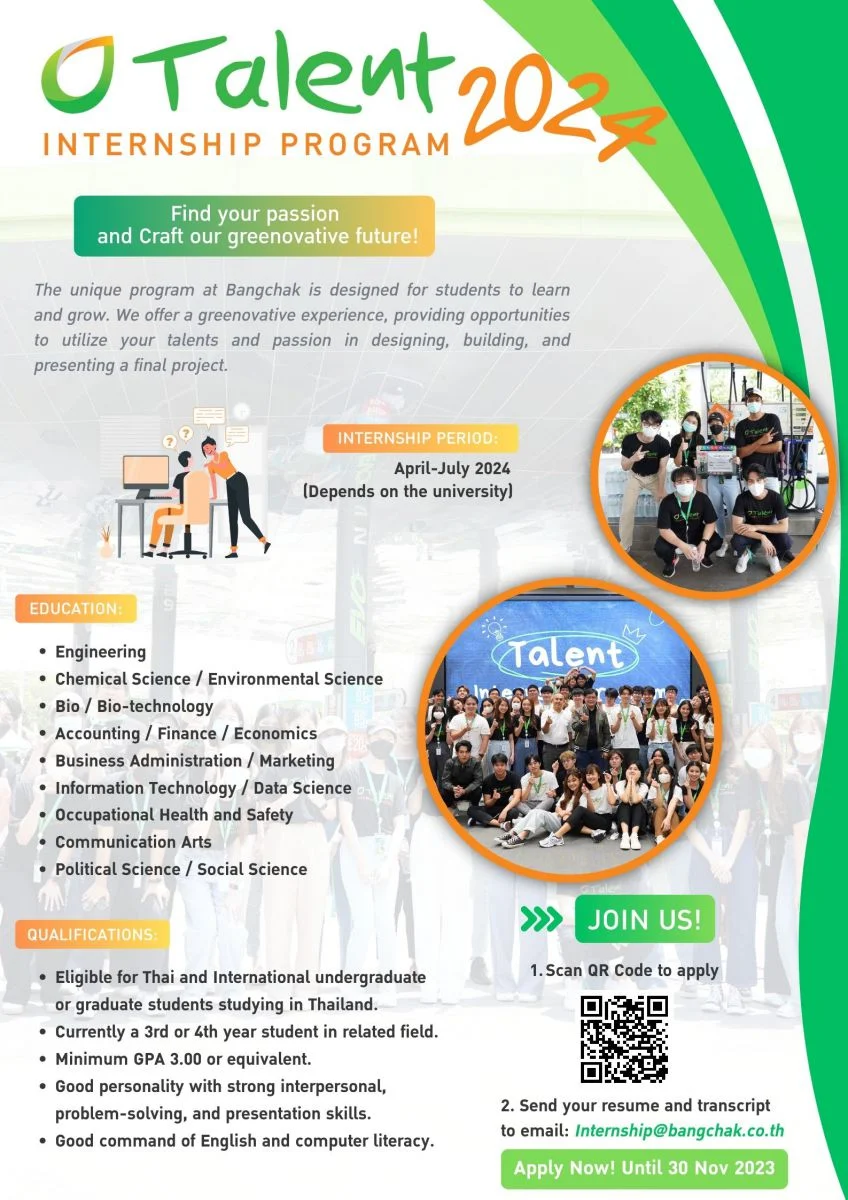 Talent 2024
INTERNSHIP PROGRAM
Find your passion
and Craft our greenovative future!
The unique program at Bangchak is designed for students to learn
and grow. We offer a greenovative experience, providing opportunities
to utilize your talents and passion in designing, building, and
presenting a final project.
INTERNSHIP PERIOD:
April-July 2024
(Depends on the university)
Talent
EDUCATION:
• Engineering
• Chemical Science / Environmental Science
• Bio / Bio-technology
• Accounting / Finance / Economics
• Business Administration / Marketing
• Information Technology / Data Science
• Occupational Health and Safety
• Communication Arts
• Political Science / Social Science
QUALIFICATIONS:
• Eligible for Thai and International undergraduate
or graduate students studying in Thailand.
• Currently a 3rd or 4th year student in related field.
• Minimum GPA 3.00 or equivalent.
• Good personality with strong interpersonal,
problem-solving, and presentation skills.
• Good command of English and computer literacy.
JOIN US!
1. Scan QR Code to apply
2. Send your resume and transcript
to email: Internship@bangchak.co.th
Apply Now! Until 30 Nov 2023